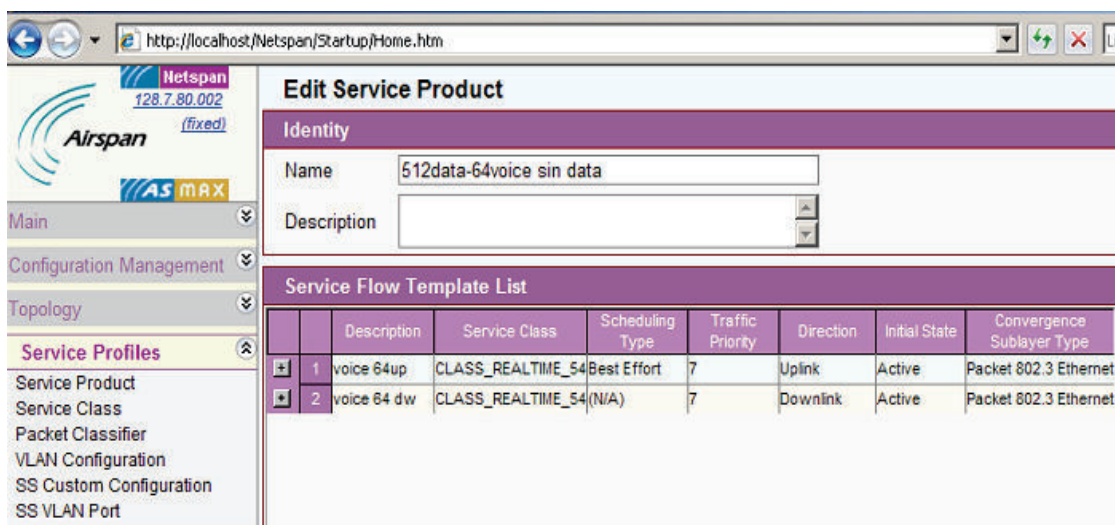 http://localhost/Netspan/Startup/Home.htm
Netspan
128.7.80.002
(fixed)
Airspan
AS MAX
Main
Configuration Management
Topology
Service Profiles
Service Product
Service Class
Packet Classifier
VLAN Configuration
SS Custom Configuration
SS VLAN Port
Edit Service Product
Identity
Name 512data-64voice sin data
Description
Service Flow Template List
Description Service Class Scheduling Type Traffic Priority Direction Initial State Convergence Sublayer Type
1 voice 64up CLASS_REALTIME_54 Best Effort 7 Uplink Active Packet 802.3 Ethernet
2 voice 64 dw CLASS_REALTIME_54 (N/A) 7 Downlink Active Packet 802.3 Ethernet